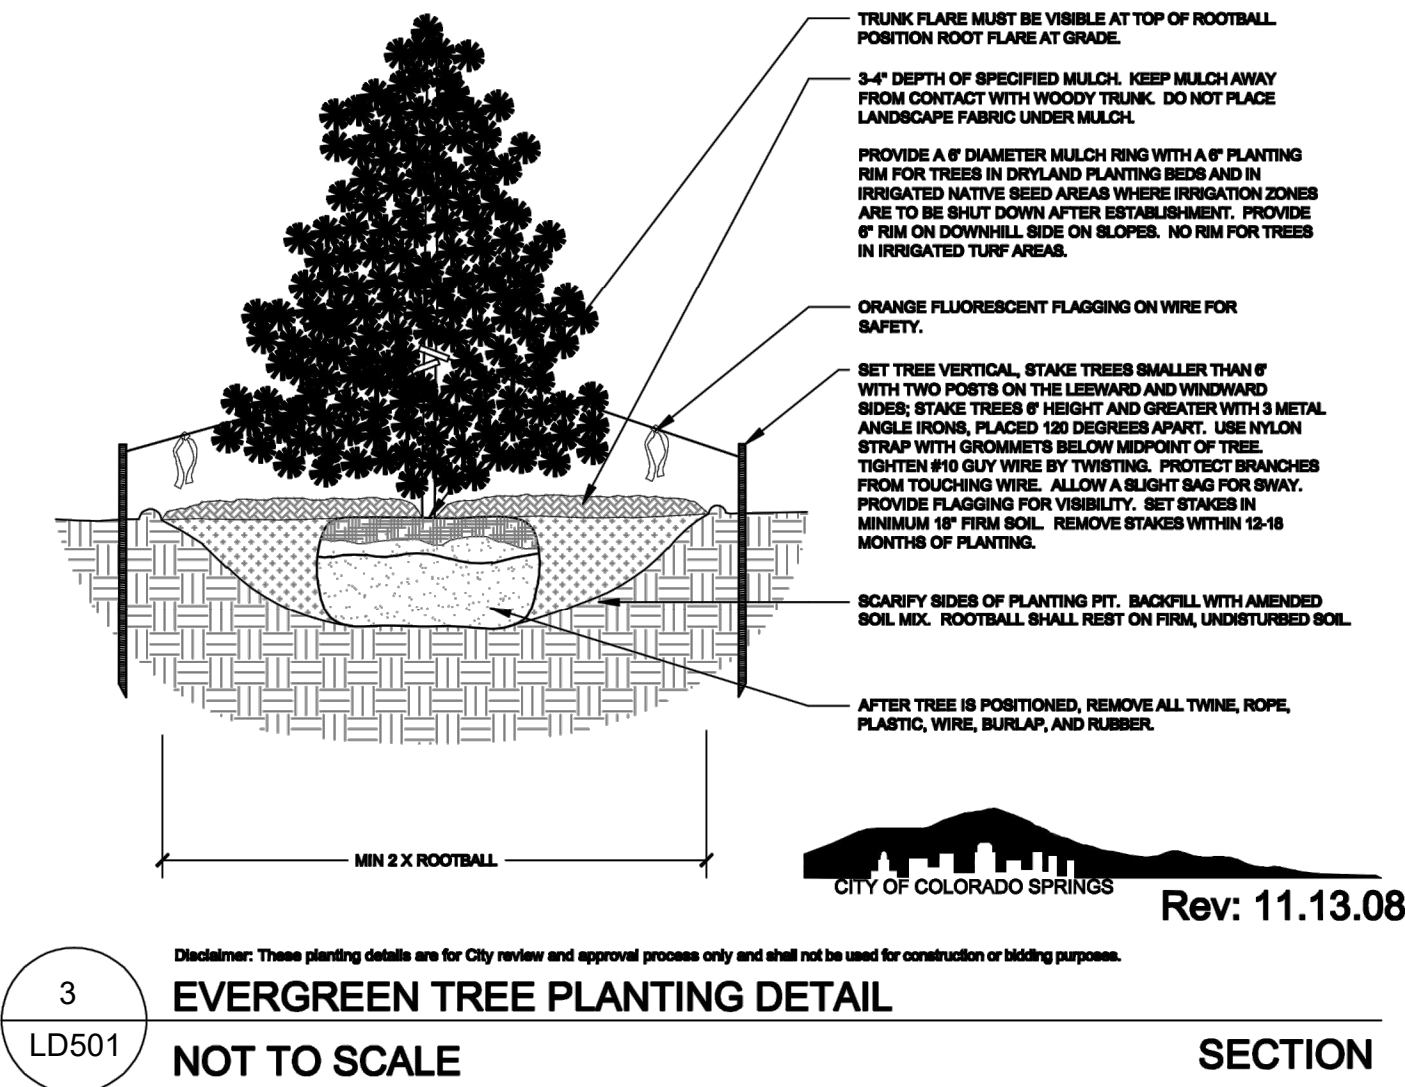 TRUNK FLARE MUST BE VISIBLE AT TOP OF ROOTBALL
POSITION ROOT FLARE AT GRADE.
3-4" DEPTH OF SPECIFIED MULCH. KEEP MULCH AWAY
FROM CONTACT WITH WOODY TRUNK. DO NOT PLACE
LANDSCAPE FABRIC UNDER MULCH.
PROVIDE A 6' DIAMETER MULCH RING WITH A 6" PLANTING
RIM FOR TREES IN DRYLAND PLANTING BEDS AND IN
IRRIGATED NATIVE SEED AREAS WHERE IRRIGATION ZONES
ARE TO BE SHUT DOWN AFTER ESTABLISHMENT. PROVIDE
6" RIM ON DOWNHILL SIDE ON SLOPES. NO RIM FOR TREES
IN IRRIGATED TURF AREAS.
ORANGE FLUORESCENT FLAGGING ON WIRE FOR
SAFETY.
SET TREE VERTICAL, STAKE TREES SMALLER THAN 6'
WITH TWO POSTS ON THE LEEWARD AND WINDWARD
SIDES; STAKE TREES 6' HEIGHT AND GREATER WITH 3 METAL
ANGLE IRONS, PLACED 120 DEGREES APART. USE NYLON
STRAP WITH GROMMETS BELOW MIDPOINT OF TREE.
TIGHTEN #10 GUY WIRE BY TWISTING. PROTECT BRANCHES
FROM TOUCHING WIRE. ALLOW A SLIGHT SAG FOR SWAY.
PROVIDE FLAGGING FOR VISIBILITY. SET STAKES IN
MINIMUM 18" FIRM SOIL. REMOVE STAKES WITHIN 12-18
MONTHS OF PLANTING.
SCARIFY SIDES OF PLANTING PIT. BACKFILL WITH AMENDED
SOIL MIX. ROOTBALL SHALL REST ON FIRM, UNDISTURBED SOIL.
AFTER TREE IS POSITIONED, REMOVE ALL TWINE, ROPE,
PLASTIC, WIRE, BURLAP, AND RUBBER.
MIN 2 X ROOTBALL
CITY OF COLORADO SPRINGS
Rev: 11.13.08
Disclaimer: These planting details are for City review and approval process only and shall not be used for construction or bidding purposes.
3
EVERGREEN TREE PLANTING DETAIL
LD501
NOT TO SCALE
SECTION